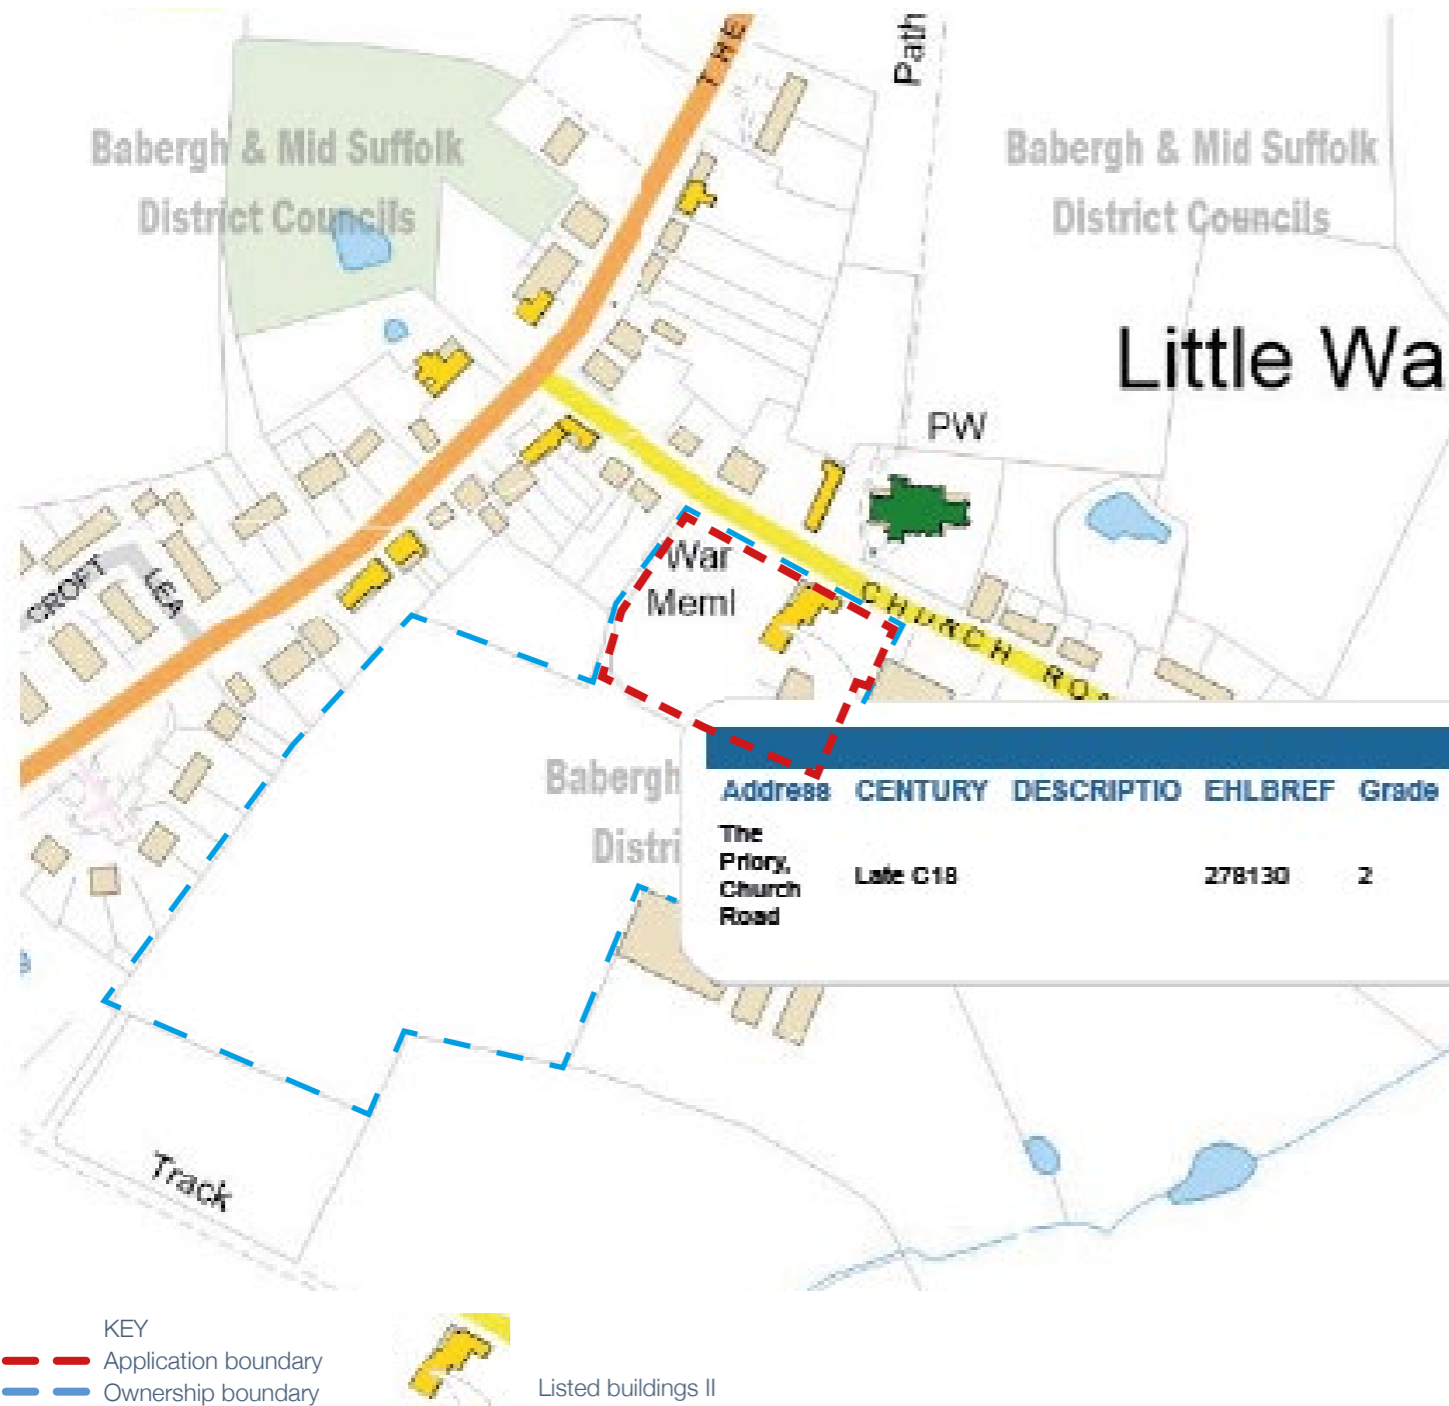 THE
Path
Babergh & Mid Suffolk
District Councils
Babergh & Mid Suffolk
District Councils
Little Wa
PW
War
Meml
CROFT
LEA
CHURCH ROA
Babergh
Distri
Address CENTURY DESCRIPTIO EHLBREF Grade
The
Priory,
Church
Road
Late C18 278130 2
Track
KEY
Application boundary
Ownership boundary
Listed buildings II